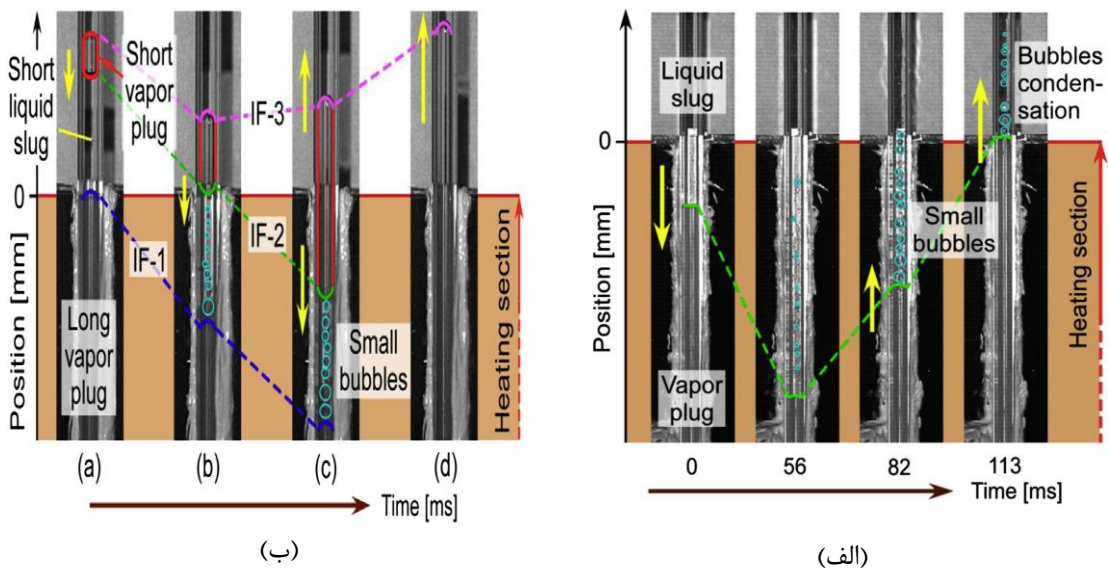 Position [mm]
Short
liquid
slug
Short
vapor
plug
0
IF-3
IF-2
IF-1
Long
vapor
plug
Small
bubbles
Heating section
(a)
(b)
(c)
(d)
Time [ms]
(ب)
Position [mm]
Liquid
slug
Bubbles
conden-
sation
0
Small
bubbles
Vapor
plug
Heating section
0
56
82
113
Time [ms]
(الف)